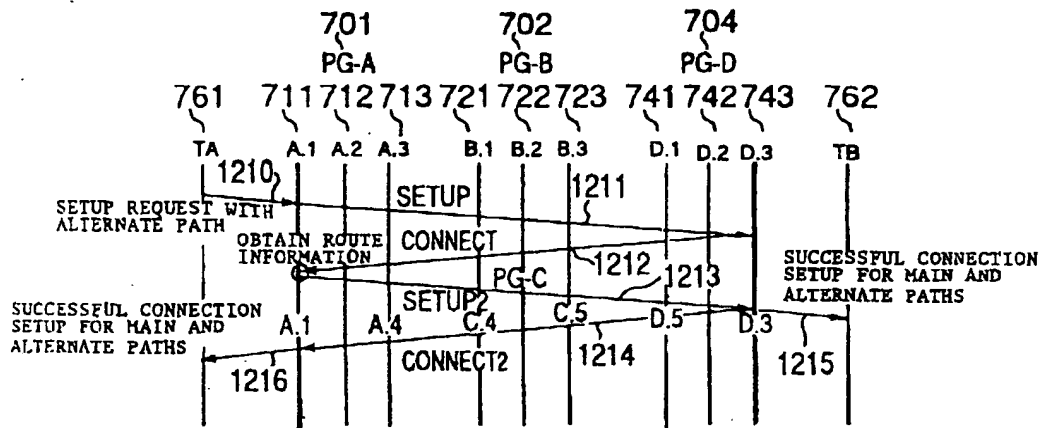 701 702 704
PG-A PG-B PG-D
761 711 712 713 721 722 723 741 742 743 762
TA A.1 A.2 A.3 B.1 B.2 B.3 D.1 D.2 D.3 TB
1210 SETUP 1211
SETUP REQUEST WITH
ALTERNATE PATH
OBTAIN ROUTE
INFORMATION
CONNECT 1212
PG-C 1213
SETUP2
SUCCESSFUL CONNECTION
SETUP FOR MAIN AND
ALTERNATE PATHS
SUCCESSFUL CONNECTION
SETUP FOR MAIN AND
ALTERNATE PATHS
A.1 A.4 C.4 C.5 D.5 D.3
1216 CONNECT2 1214 1215